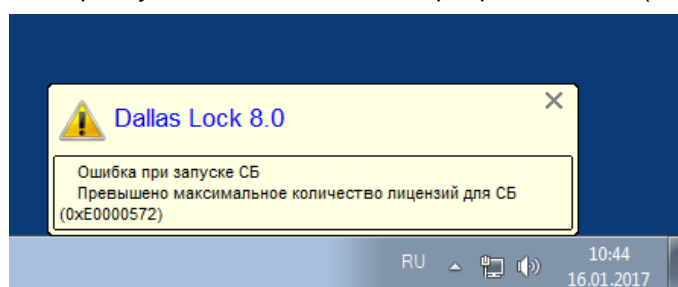 Dallas Lock 8.0
Ошибка при запуске СБ
Превышено максимальное количество лицензий для СБ
(0xE0000572)
RU
10:44
16.01.2017